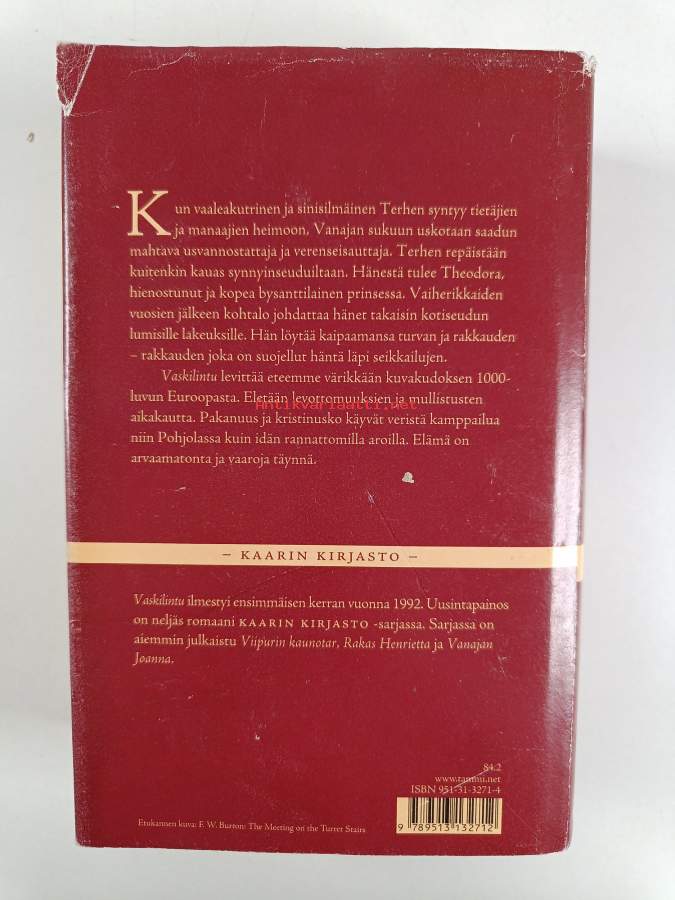 Kun vaaleakutrinen ja sinisilmäinen Terhen syntyy tietäjien
ja manaajien heimoon, Vanajan sukuun uskotaan saadun
mahtava usvannostattaja ja verenseisauttaja. Terhen repäistään
kuitenkin kauas synnyinseuduiltaan. Hänestä tulee Theodora,
hienostunut ja kopea bysanttilainen prinsessa. Vaiherikkaiden
vuosien jälkeen kohtalo johdattaa hänet takaisin kotiseudun
lumisille lakeuksille. Hän löytää kaipaamansa turvan ja rakkauden
– rakkauden joka on suojellut häntä läpi seikkailujen.
Vaskilintu levittää eteemme värikkään kuvakudoksen 1000-
luvun Euroopasta. Eletään levottomuuksien ja mullistusten
antikvariaatti.net
aikakautta. Pakanuus ja kristinusko käyvät veristä kamppailua
niin Pohjolassa kuin idän rannattomilla aroilla. Elämä on
arvaamatonta ja vaaroja täynnä.
– KAARIN KIRJASTO –
Vaskilintu ilmestyi ensimmäisen kerran vuonna 1992. Uusintapainos
on neljäs romaani KAARIN KIRJASTO -sarjassa. Sarjassa on
aiemmin julkaistu Viipurin kaunotar, Rakas Henrietta ja Vanajan
Joanna.
84.2
www.tammi.net
ISBN 951-31-3271-4
9 789513 132712
Etukannen kuva: F. W. Burton: The Meeting on the Turret Stairs